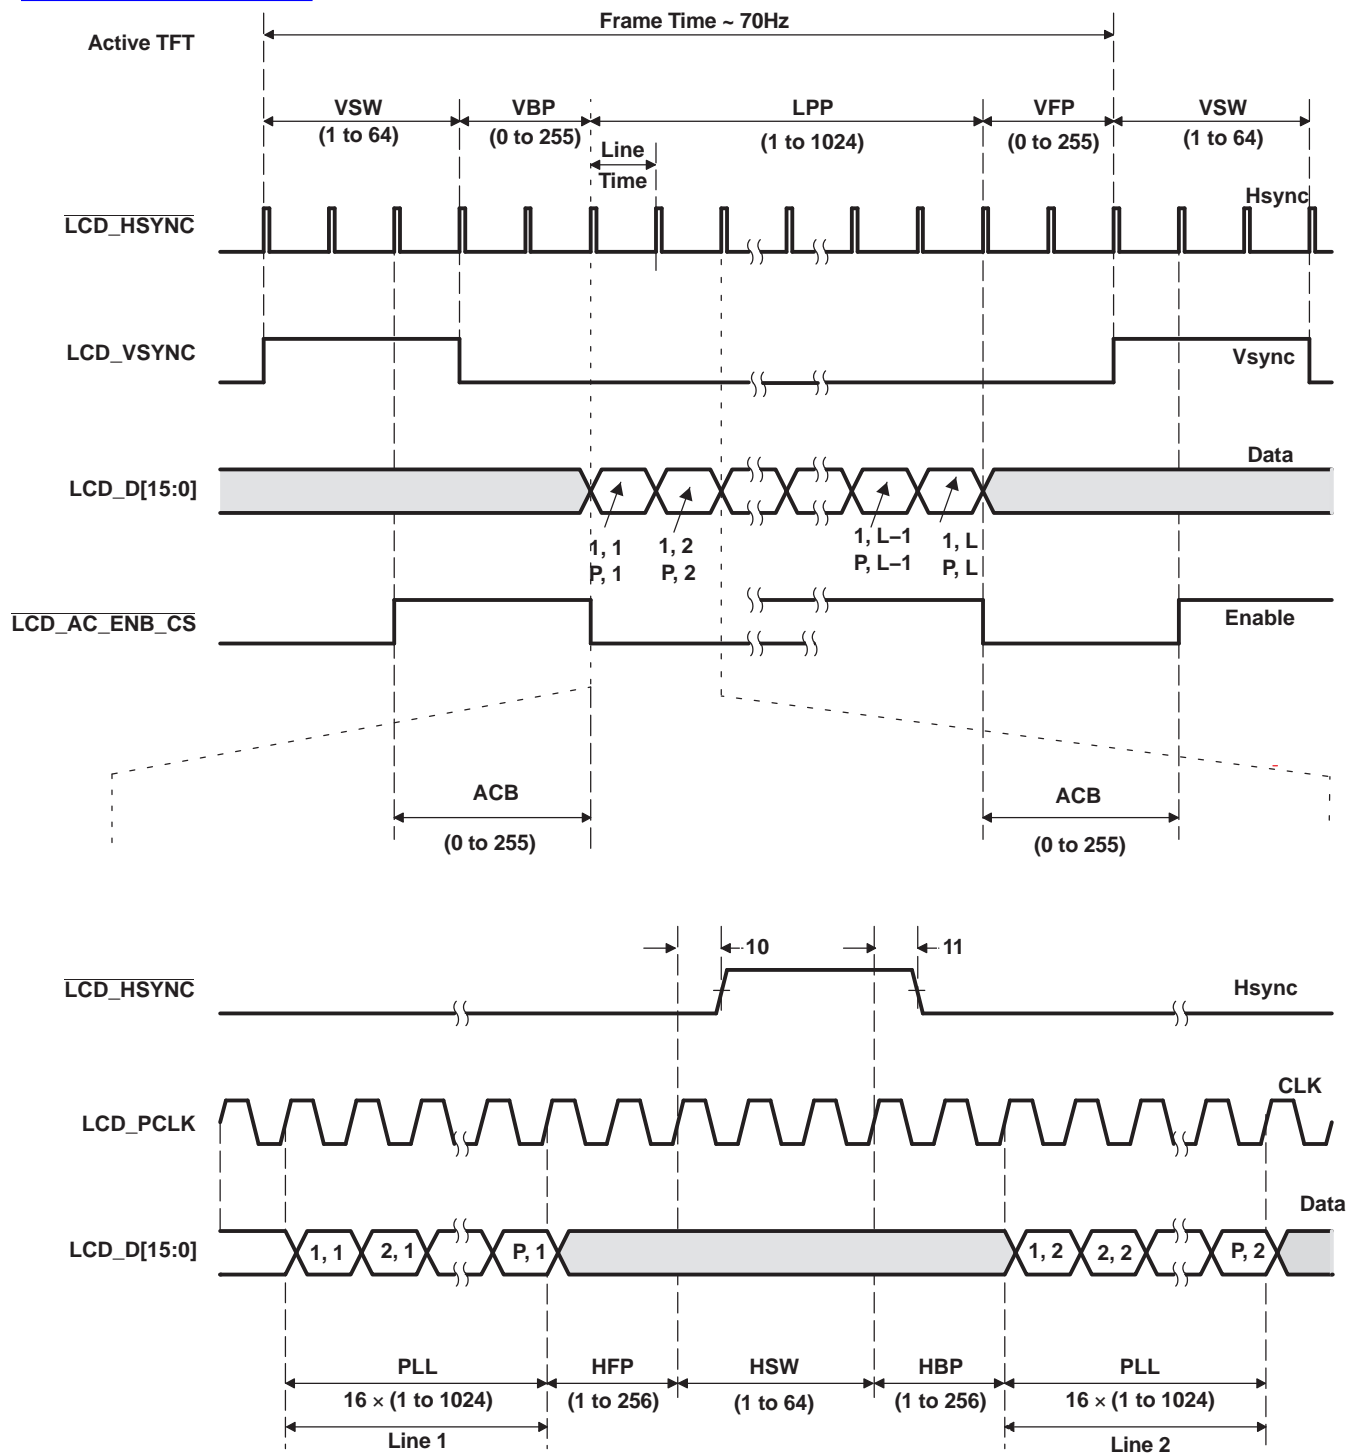 Frame Time ~ 70Hz
Active TFT
VSW
(1 to 64)
VBP
(0 to 255)
LPP
(1 to 1024)
VFP
(0 to 255)
VSW
(1 to 64)
Line
Time
Hsync
LCD_HSYNC
LCD_VSYNC
Vsync
Data
LCD_D[15:0]
1, 1
P, 1
1, 2
P, 2
1, L–1
P, L–1
1, L
P, L
LCD_AC_ENB_CS
Enable
ACB
(0 to 255)
ACB
(0 to 255)
10
11
LCD_HSYNC
Hsync
CLK
LCD_PCLK
Data
LCD_D[15:0]
1, 1
2, 1
P, 1
1, 2
2, 2
P, 2
PLL
16 × (1 to 1024)
HFP
(1 to 256)
HSW
(1 to 64)
HBP
(1 to 256)
PLL
16 × (1 to 1024)
Line 1
Line 2